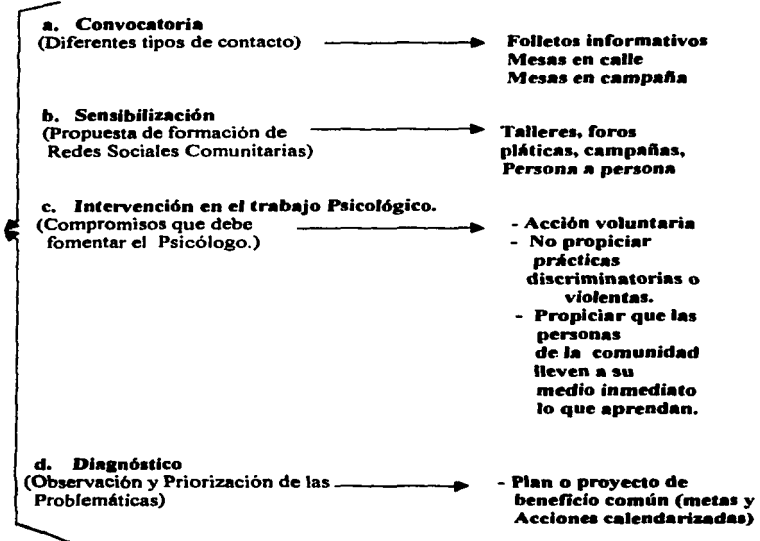 a. Convocatoria
(Diferentes tipos de contacto)
Folletos informativos
Mesas en calle
Mesas en campaña
b. Sensibilización
(Propuesta de formación de
Redes Sociales Comunitarias)
Talleres, foros
pláticas, campañas,
Persona a persona
c. Intervención en el trabajo Psicológico.
(Compromisos que debe
fomentar el Psicólogo.)
- Acción voluntaria
- No propiciar
prácticas
discriminatorias o
violentas.
- Propiciar que las
personas
de la comunidad
lleven a su
medio inmediato
lo que aprendan.
d. Diagnóstico
(Observación y Priorización de las
Problemáticas)
- Plan o proyecto de
beneficio común (metas y
Acciones calendarizadas)